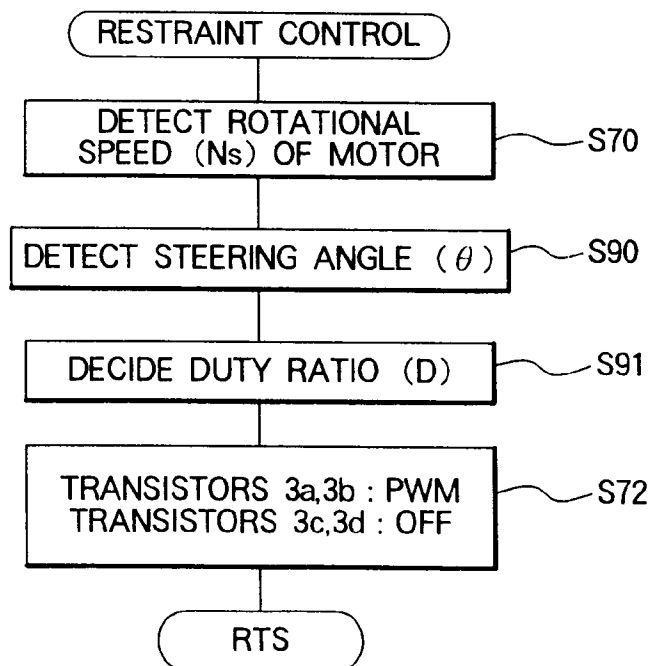 RESTRAINT CONTROL
DETECT ROTATIONAL
SPEED (Ns) OF MOTOR
S70
DETECT STEERING ANGLE (θ)
S90
DECIDE DUTY RATIO (D)
S91
TRANSISTORS 3a,3b : PWM
TRANSISTORS 3c,3d : OFF
S72
RTS